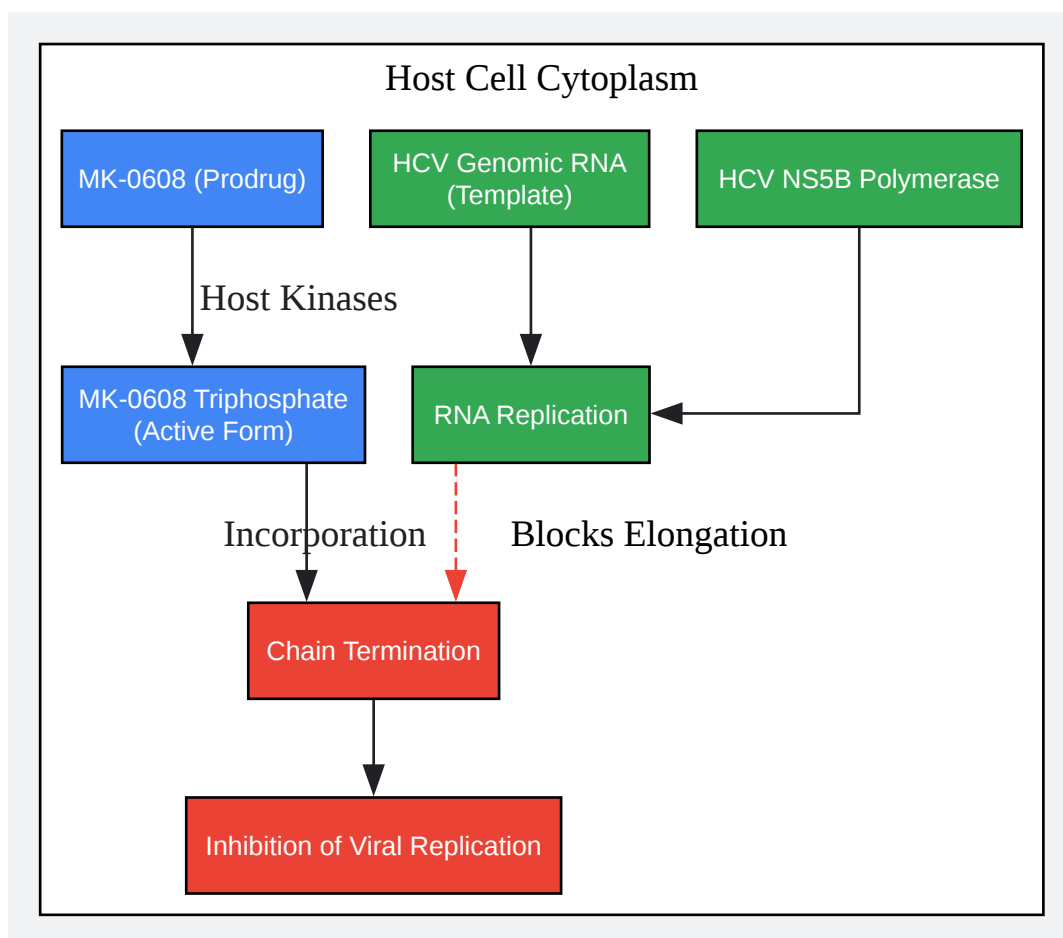 Host Cell Cytoplasm
MK-0608 (Prodrug)
HCV Genomic RNA
(Template)
HCV NS5B Polymerase
Host Kinases
MK-0608 Triphosphate
(Active Form)
RNA Replication
Incorporation
Blocks Elongation
Chain Termination
Inhibition of Viral Replication